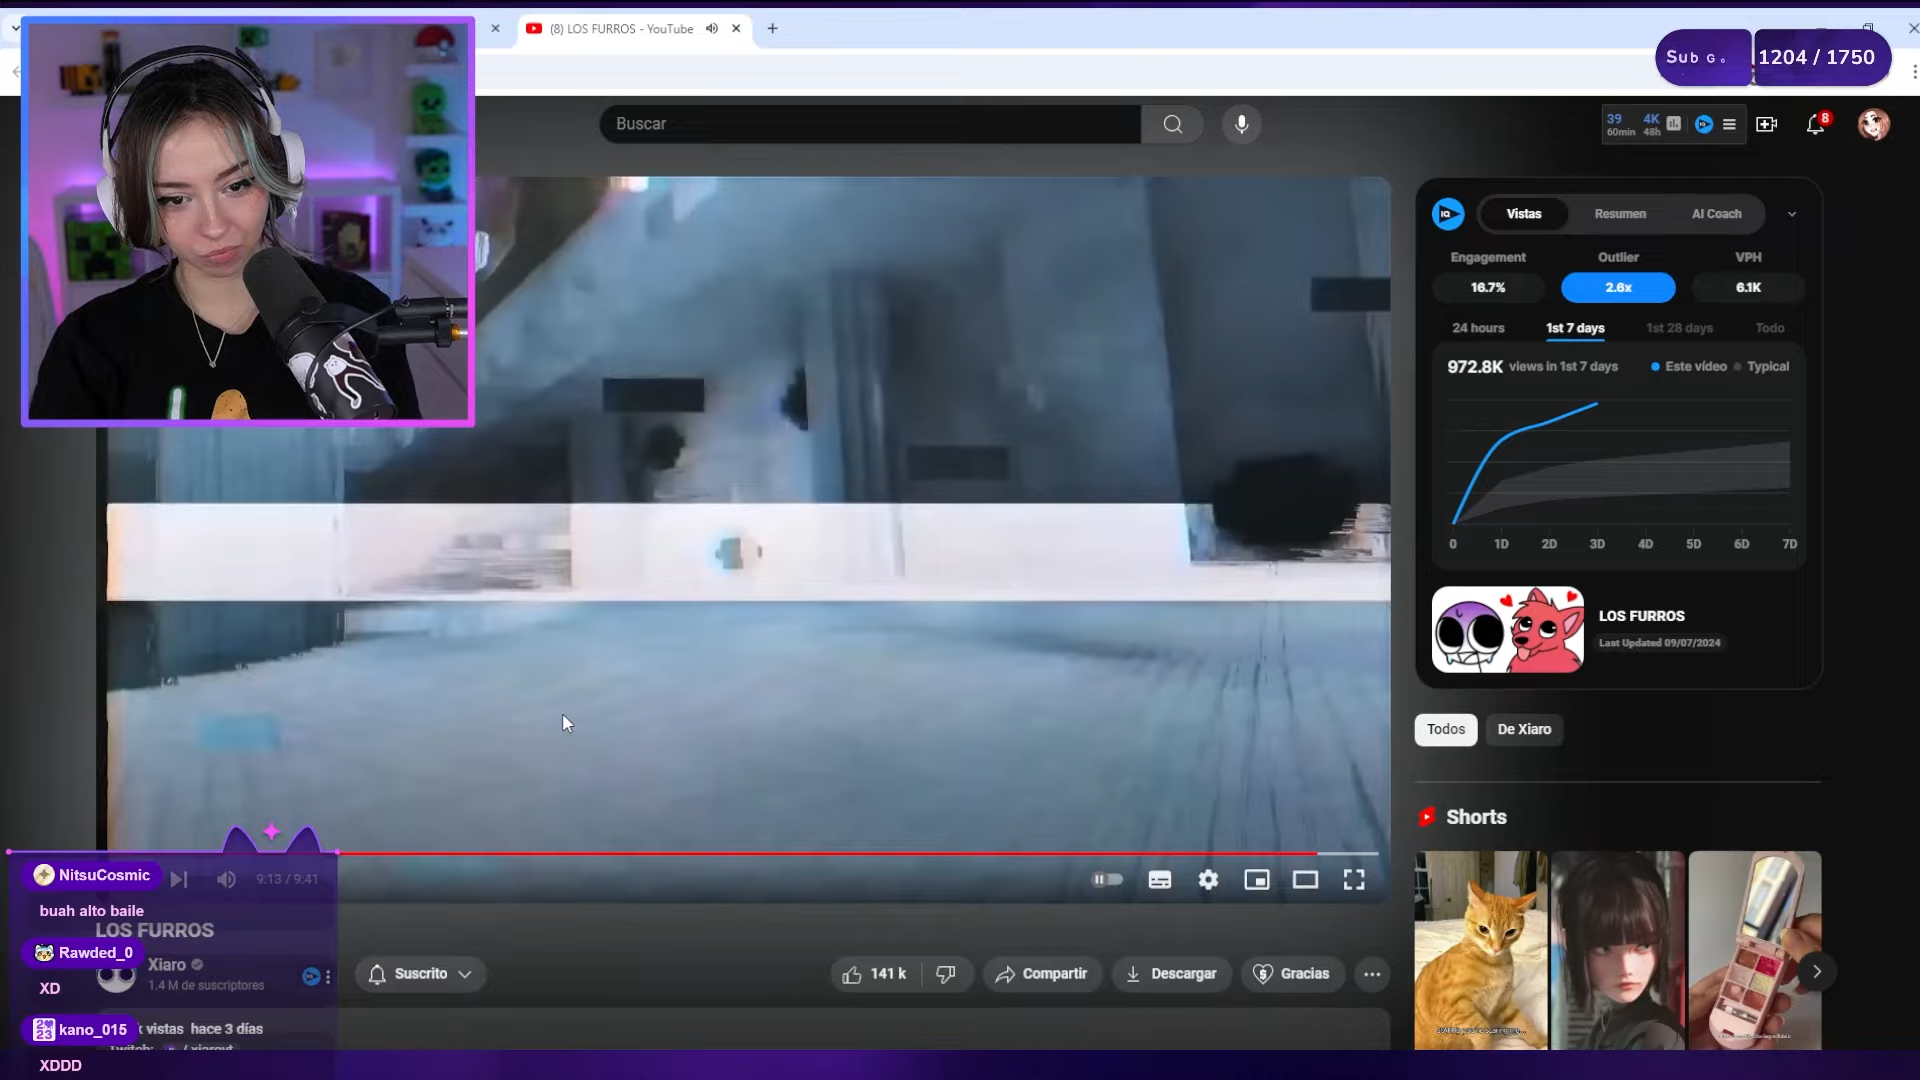 (8) LOS FURROS - YouTube
Sub G.
1204 / 1750
Buscar
39 4K
60min 48h
8
IQ
Vistas Resumen AI Coach
Engagement Outlier VPH
16.7% 2.6x 6.1K
24 hours 1st 7 days 1st 28 days Todo
972.8K views in 1st 7 days Este vídeo Typical
0 1D 2D 3D 4D 5D 6D 7D
LOS FURROS
Last Updated 09/07/2024
Todos De Xiaro
Shorts
9:13 / 9:41
LOS FURROS
Xiaro
1.4 M de suscriptores
Suscrito
141 k
Compartir
Descargar
Gracias
k vistas hace 3 días
NitsuCosmic
buah alto baile
Rawded_0
XD
kano_015
XDDD